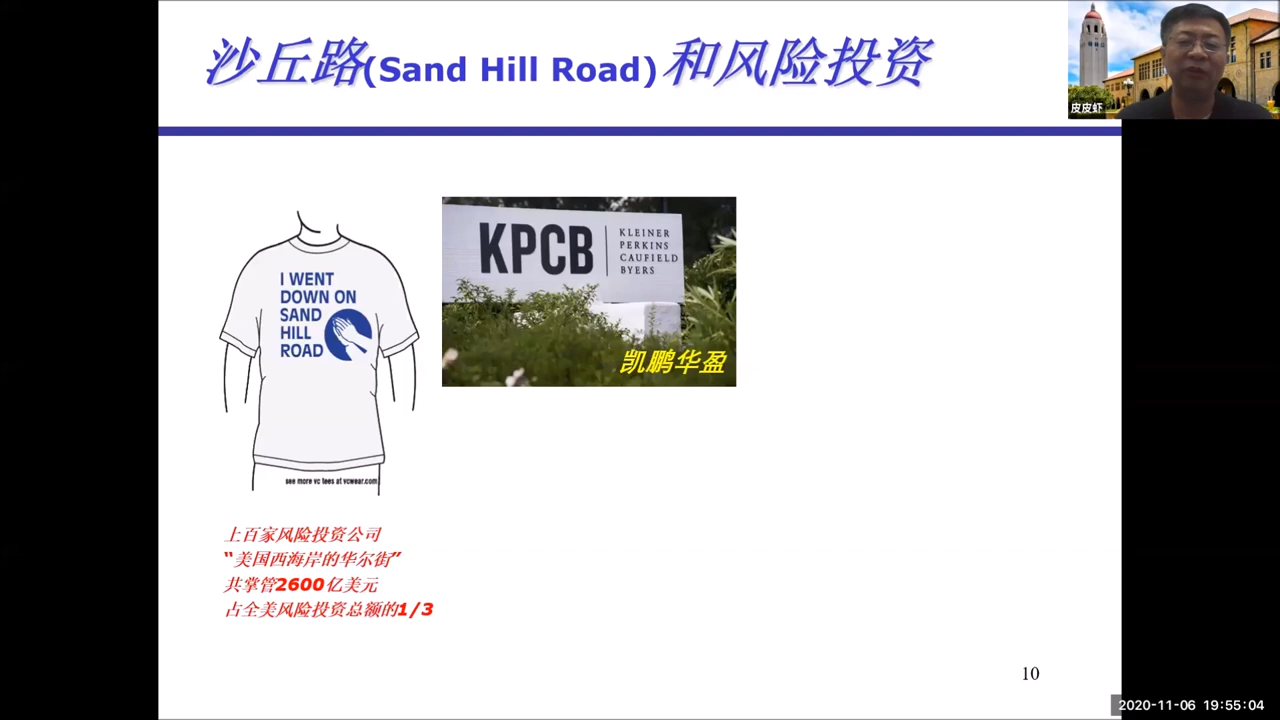 沙丘路(Sand Hill Road)和风险投资
皮皮虾
I WENT
DOWN ON
SAND
HILL
ROAD
see more vc tees at vcwear.com
KPCB
KLEINER
PERKINS
CAUFIELD
BYERS
凯鹏华盈
上百家风险投资公司
“美国西海岸的华尔街”
共掌管2600亿美元
占全美风险投资总额的1/3
10
2020-11-06 19:55:04